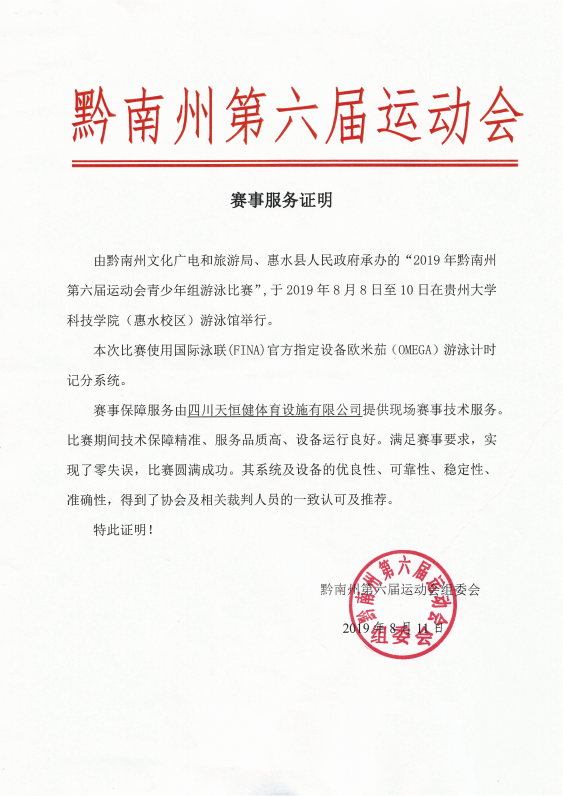 黔南州第六届运动会
赛事服务证明
由黔南州文化广电和旅游局、惠水县人民政府承办的“2019年黔南州
第六届运动会青少年组游泳比赛”,于2019年8月8日至10日在贵州大学
科技学院（惠水校区）游泳馆举行。
本次比赛使用国际泳联(FINA)官方指定设备欧米茄（OMEGA）游泳计时
记分系统。
赛事保障服务由四川天恒健体育设施有限公司提供现场赛事技术服务。
比赛期间技术保障精准、服务品质高、设备运行良好。满足赛事要求，实
现了零失误，比赛圆满成功。其系统及设备的优良性、可靠性、稳定性、
准确性，得到了协会及相关裁判人员的一致认可及推荐。
特此证明！
黔南州第六届运动会组委会
2019年8月11日
黔南州第六届运动会
组委会